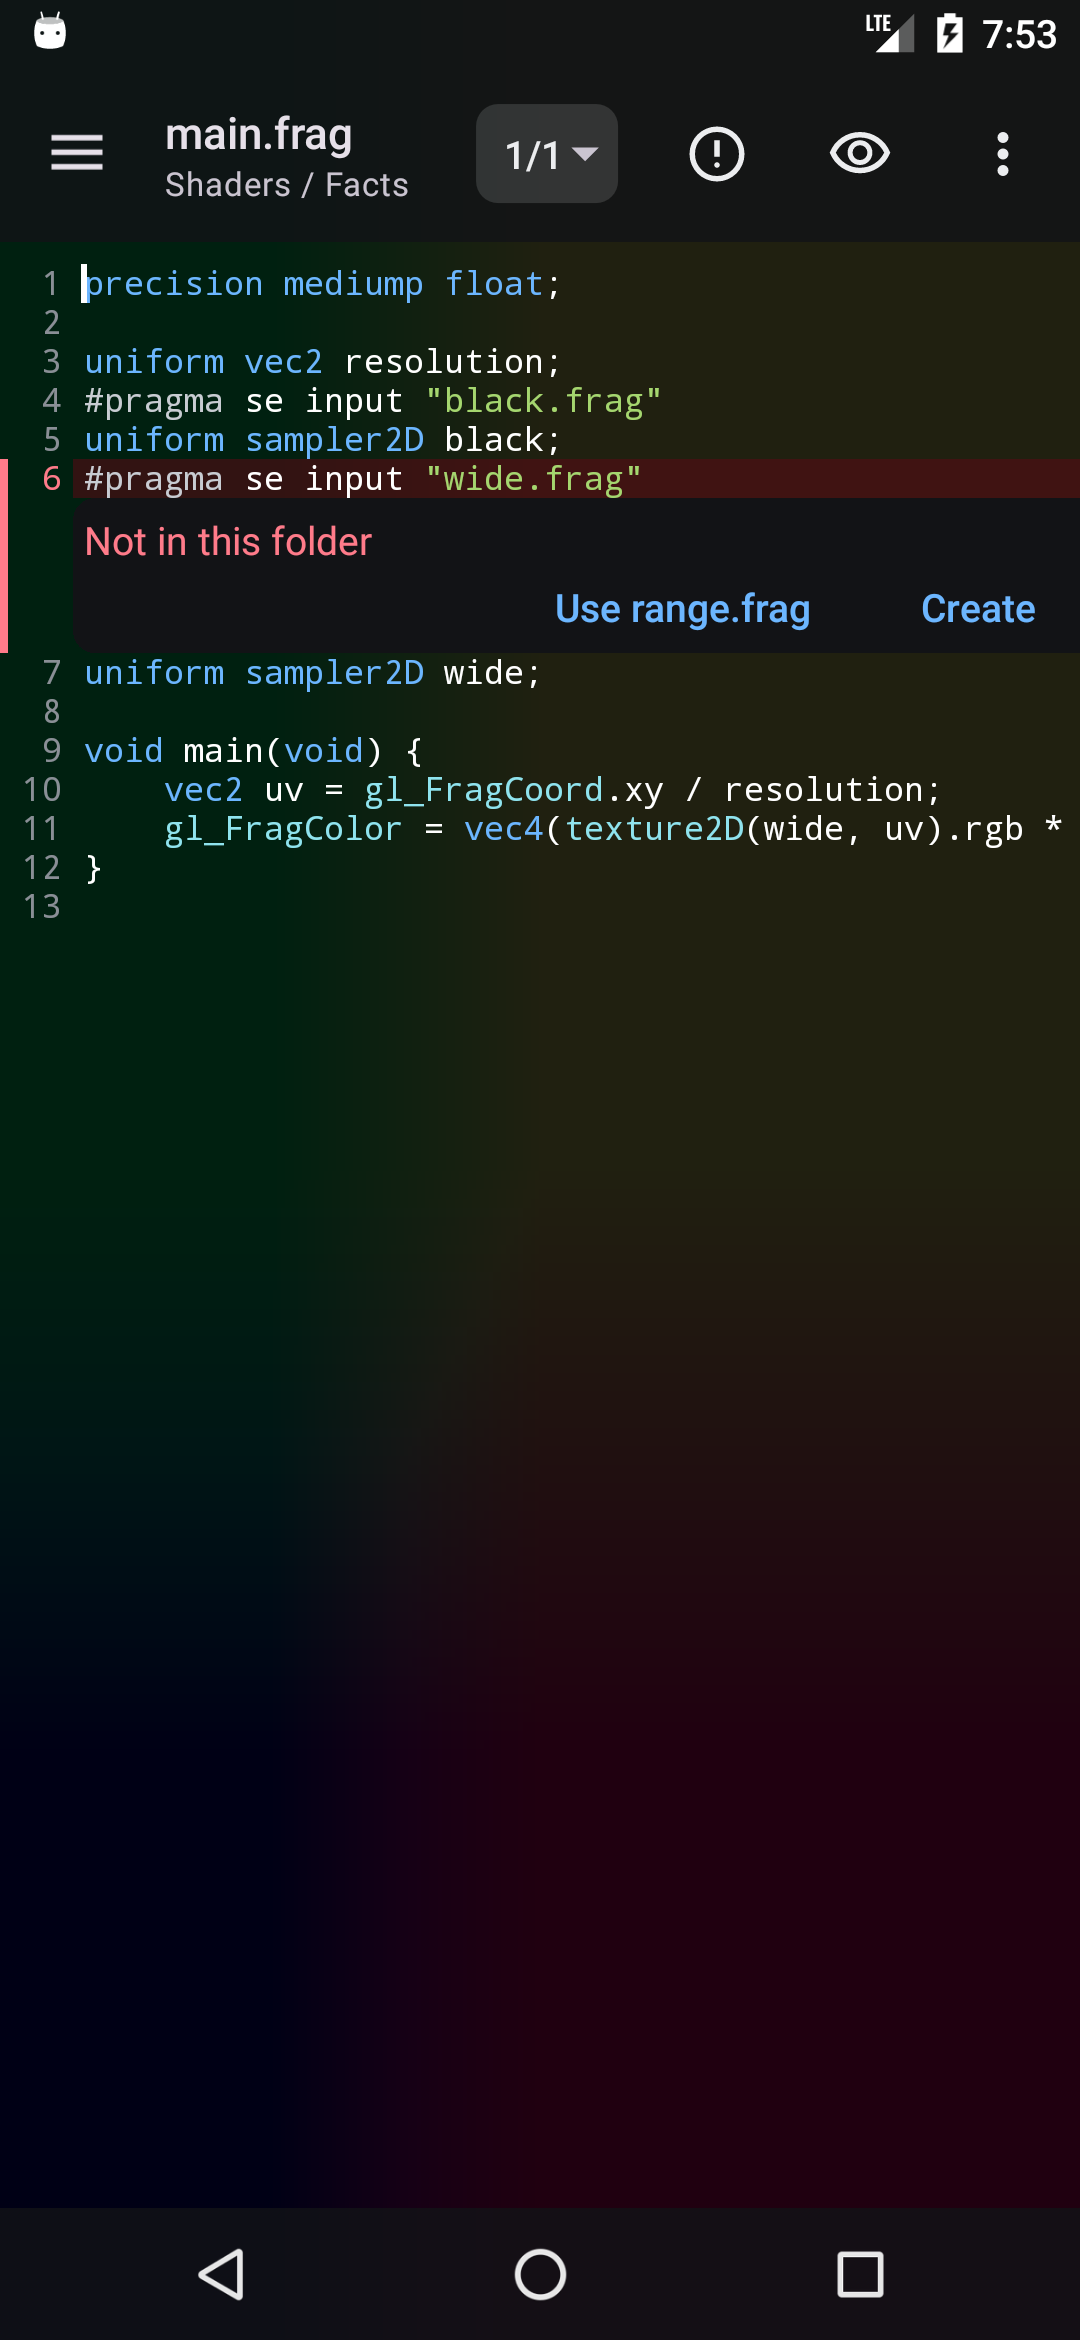 LTE 7:53
main.frag
Shaders / Facts
1/1
1 precision mediump float;
2
3 uniform vec2 resolution;
4 #pragma se input "black.frag"
5 uniform sampler2D black;
6 #pragma se input "wide.frag"
Not in this folder
Use range.frag Create
7 uniform sampler2D wide;
8
9 void main(void) {
10 vec2 uv = gl_FragCoord.xy / resolution;
11 gl_FragColor = vec4(texture2D(wide, uv).rgb *
12 }
13